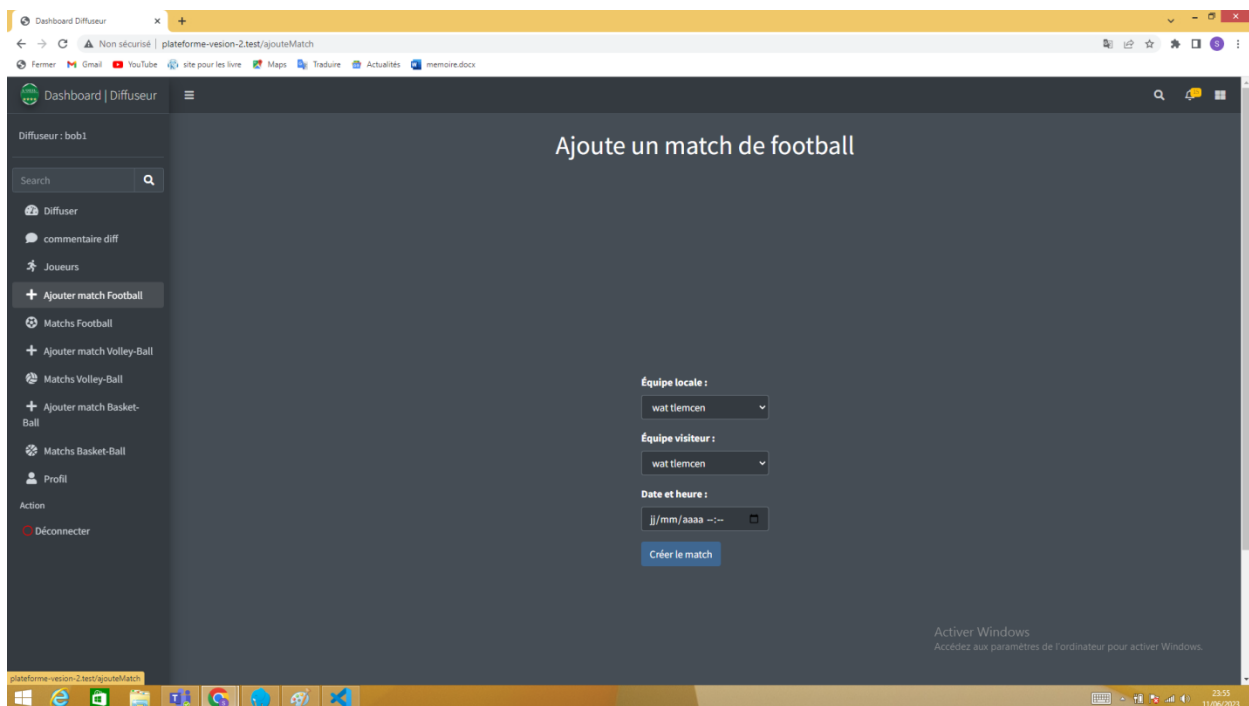 Dashboard Diffuseur
Non sécurisé | plateforme-vesion-2.test/ajouteMatch
Fermer Gmail YouTube site pour les livre Maps Traduire Actualités memoire.docx
Dashboard | Diffuseur
Diffuseur : bob1
Search
Diffuser
commentaire diff
Joueurs
Ajouter match Football
Matchs Football
Ajouter match Volley-Ball
Matchs Volley-Ball
Ajouter match Basket-
Ball
Matchs Basket-Ball
Profil
Action
Déconnecter
Ajoute un match de football
Équipe locale :
wat tlemcen
Équipe visiteur :
wat tlemcen
Date et heure :
jj/mm/aaaa --:--
Créer le match
Activer Windows
Accédez aux paramètres de l'ordinateur pour activer Windows.
plateforme-vesion-2.test/ajouteMatch
23:55
11/06/2023